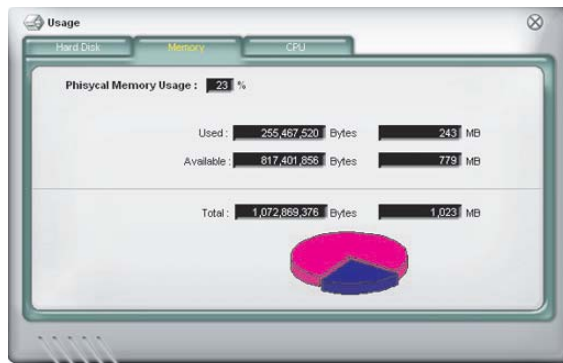 Usage
Hard Disk Memory CPU
Phisycal Memory Usage : 23 %
Used : 255,467,520 Bytes 243 MB
Available : 817,401,856 Bytes 779 MB
Total : 1,072,869,376 Bytes 1,023 MB